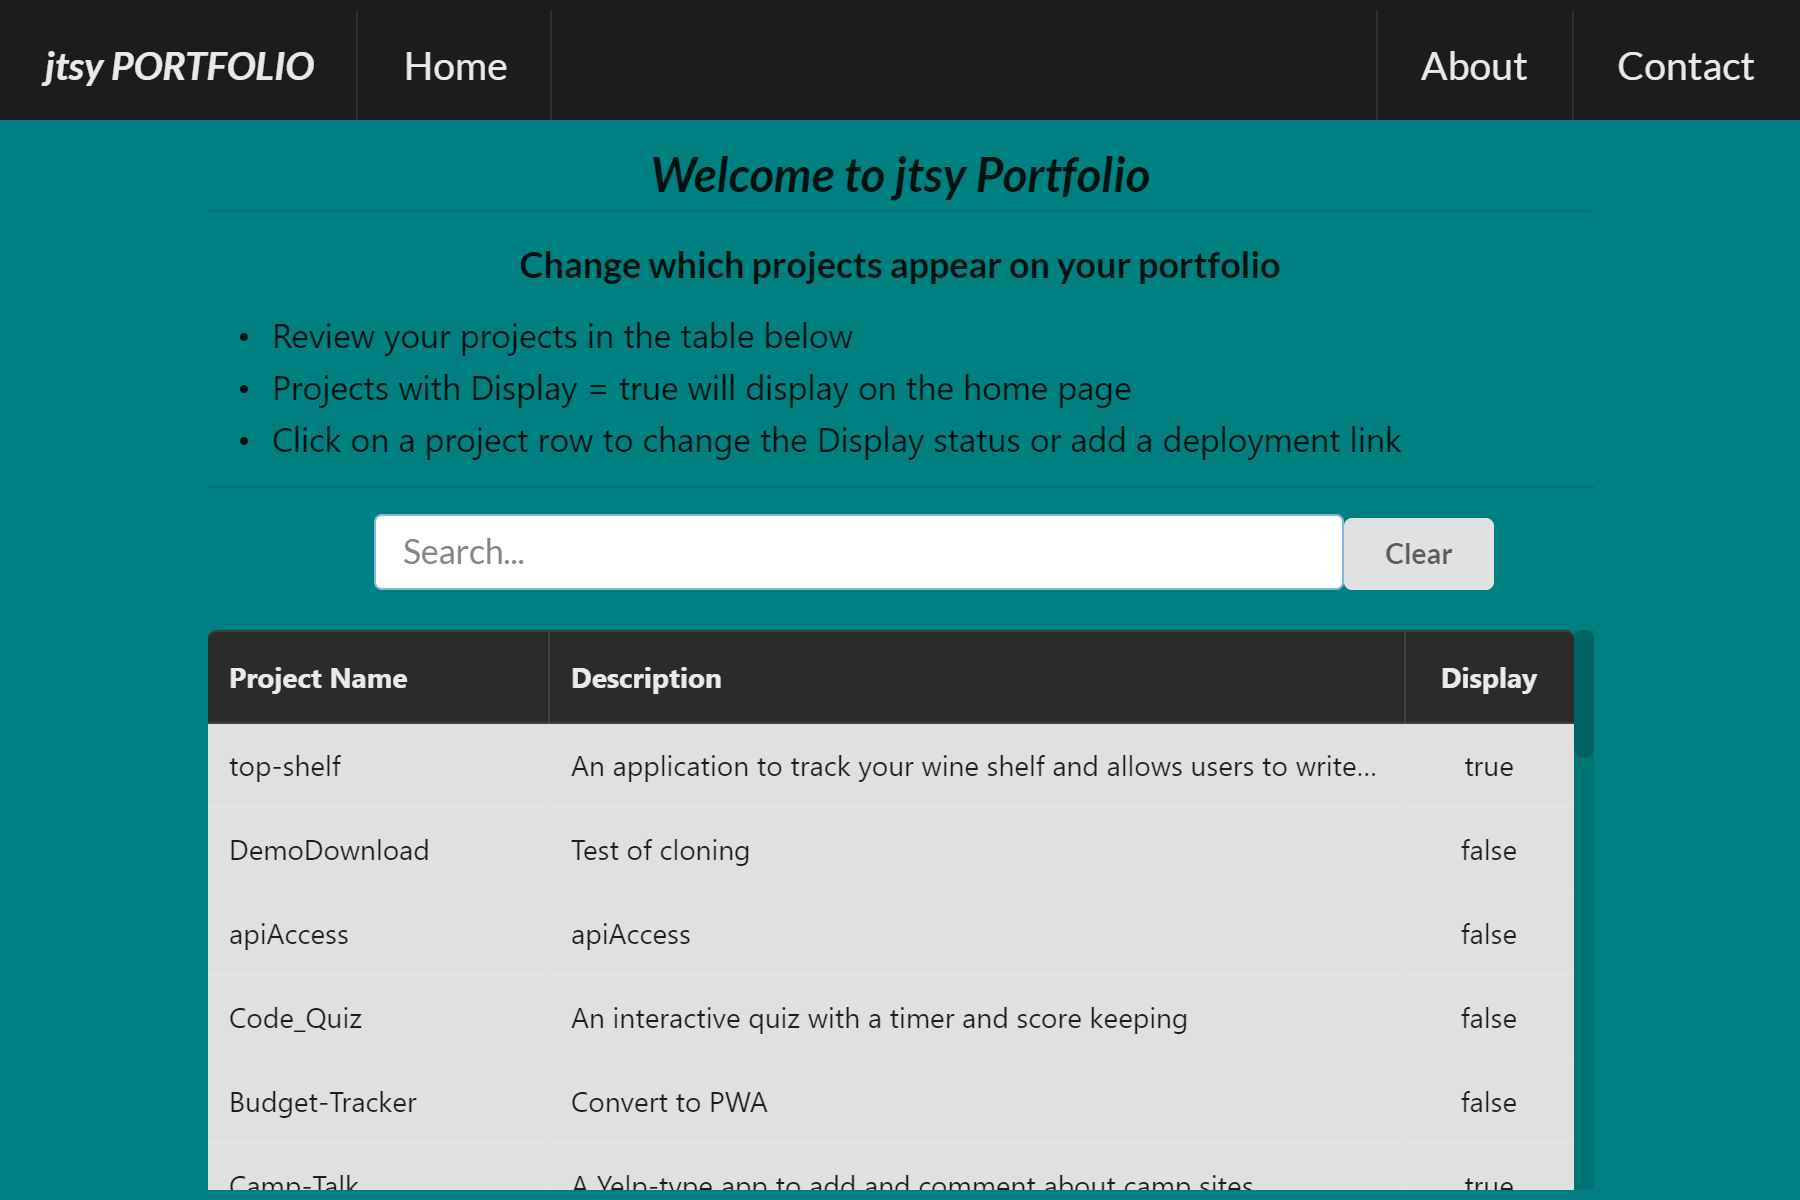 jtsy PORTFOLIO Home About Contact
Welcome to jtsy Portfolio
Change which projects appear on your portfolio
• Review your projects in the table below
• Projects with Display = true will display on the home page
• Click on a project row to change the Display status or add a deployment link
Search... Clear
Project Name Description Display
top-shelf An application to track your wine shelf and allows users to write... true
DemoDownload Test of cloning false
apiAccess apiAccess false
Code_Quiz An interactive quiz with a timer and score keeping false
Budget-Tracker Convert to PWA false
Camp-Talk A Yelp-type app to add and comment about camp sites true